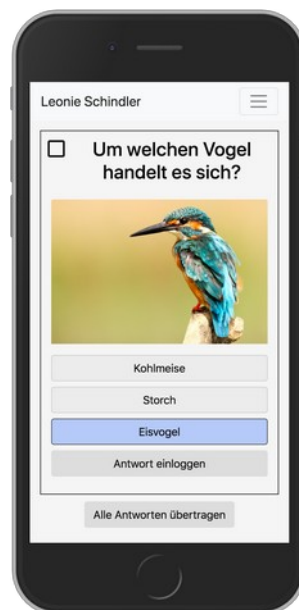 Leonie Schindler
Um welchen Vogel
handelt es sich?
Kohlmeise
Storch
Eisvogel
Antwort einloggen
Alle Antworten übertragen